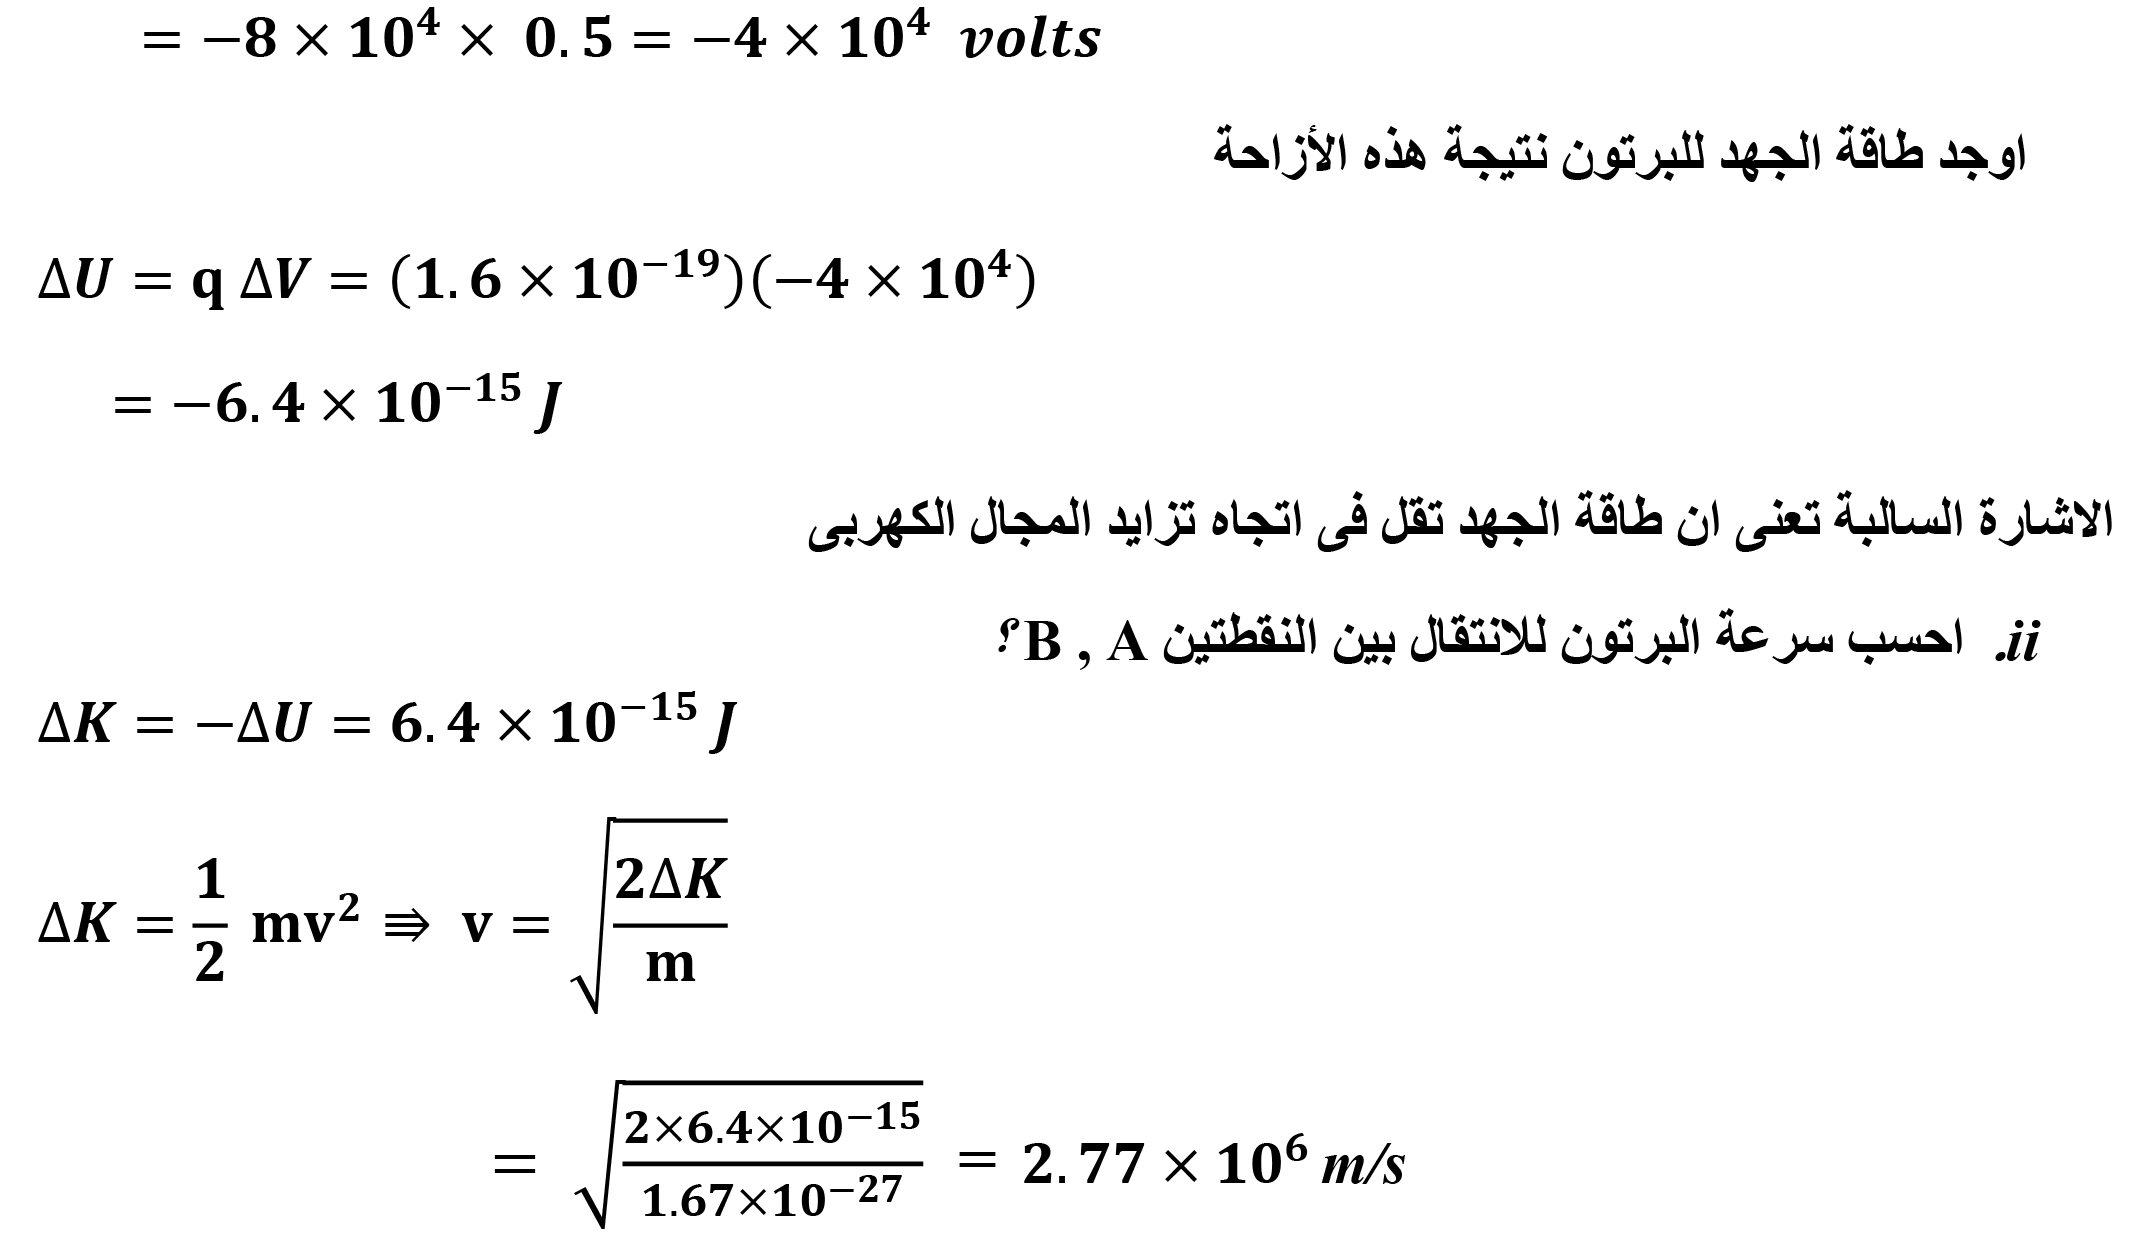 = −8 × 10⁴ × 0.5 = −4 × 10⁴ volts
اوجد طاقة الجهد للبرتون نتيجة هذه الأزاحة
ΔU = q ΔV = (1.6 × 10⁻¹⁹)(−4 × 10⁴)
= −6.4 × 10⁻¹⁵ J
الاشارة السالبة تعنى ان طاقة الجهد تقل فى اتجاه تزايد المجال الكهربى
ii. احسب سرعة البرتون للانتقال بين النقطتين B , A؟
ΔK = −ΔU = 6.4 × 10⁻¹⁵ J
ΔK = 1/2 mv² ⇛ v = √(2ΔK/m)
= √(2×6.4×10⁻¹⁵/1.67×10⁻²⁷) = 2.77 × 10⁶ m/s